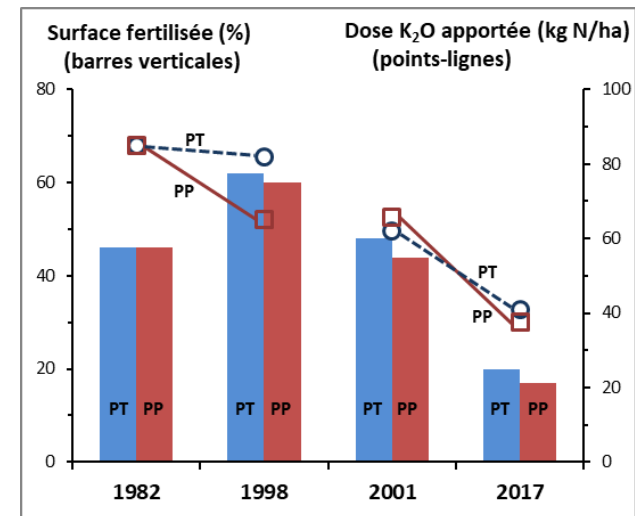 Surface fertilisée (%)
(barres verticales)
Dose K₂O apportée (kg N/ha)
(points-lignes)
80
60
40
20
0
100
80
60
40
20
0
PT
PP
PT
PP
PT PP
PT PP
PT PP
PT PP
1982 1998 2001 2017